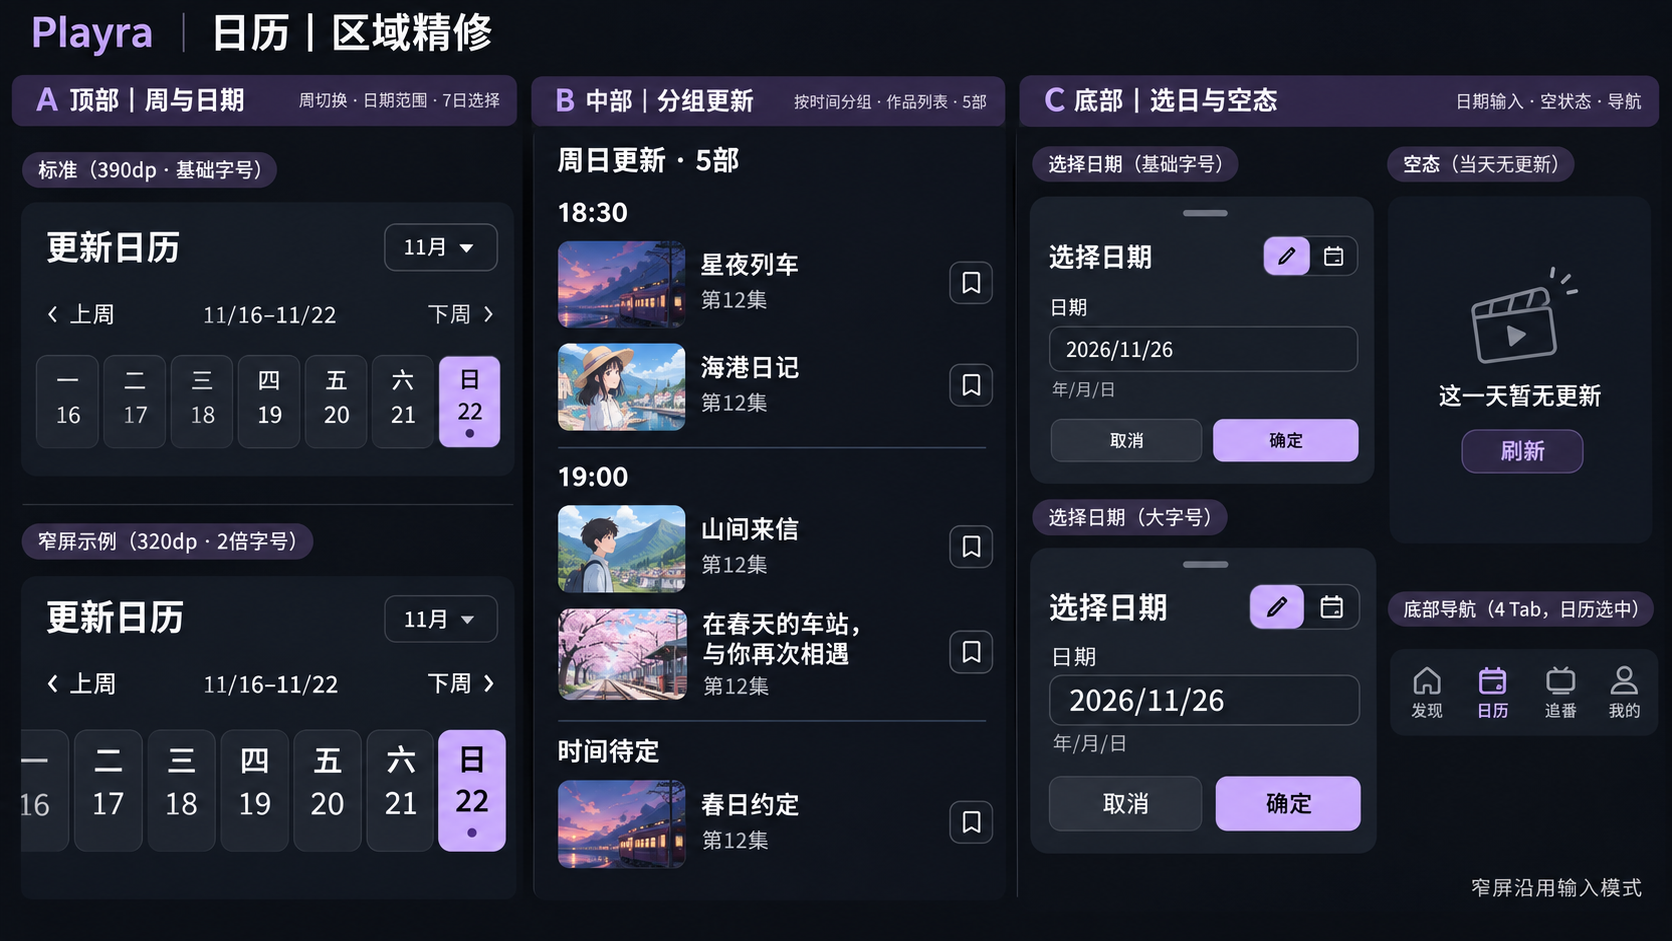 Playra | 日历 | 区域精修
A 顶部 | 周与日期
周切换 · 日期范围 · 7日选择
标准（390dp · 基础字号）
更新日历
11月
上周
11/16–11/22
下周
一 二 三 四 五 六 日
16 17 18 19 20 21 22
窄屏示例（320dp · 2倍字号）
更新日历
11月
上周
11/16–11/22
下周
一 二 三 四 五 六 日
16 17 18 19 20 21 22
B 中部 | 分组更新
按时间分组 · 作品列表 · 5部
周日更新 · 5部
18:30
星夜列车
第12集
海港日记
第12集
19:00
山间来信
第12集
在春天的车站，
与你再次相遇
第12集
时间待定
春日约定
第12集
C 底部 | 选日与空态
日期输入 · 空状态 · 导航
选择日期（基础字号）
选择日期
日期
2026/11/26
年/月/日
取消
确定
选择日期（大字号）
选择日期
日期
2026/11/26
年/月/日
取消
确定
空态（当天无更新）
这一天暂无更新
刷新
底部导航（4 Tab，日历选中）
发现 日历 追番 我的
窄屏沿用输入模式